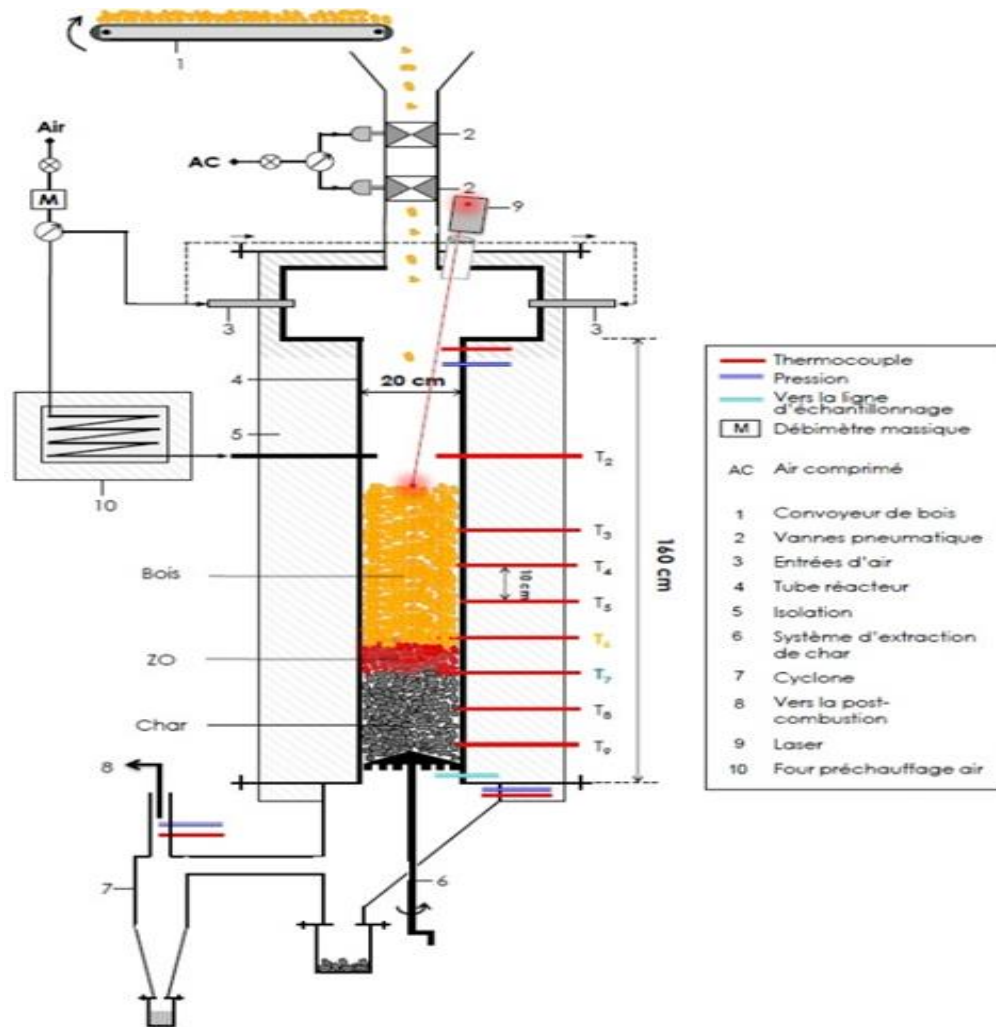 1
Air
AC
2
M
2
9
3
3
4
20 cm
5
T2
10
T3
Bois
10 cm
T4
T5
160 cm
T6
ZO
T7
Char
T8
T9
8
7
6
Thermocouple
Pression
Vers la ligne
d'échantillonnage
M Débimètre massique
AC Air comprimé
1 Convoyeur de bois
2 Vannes pneumatique
3 Entrées d'air
4 Tube réacteur
5 Isolation
6 Système d'extraction
de char
7 Cyclone
8 Vers la post-
combustion
9 Laser
10 Four préchauffage air